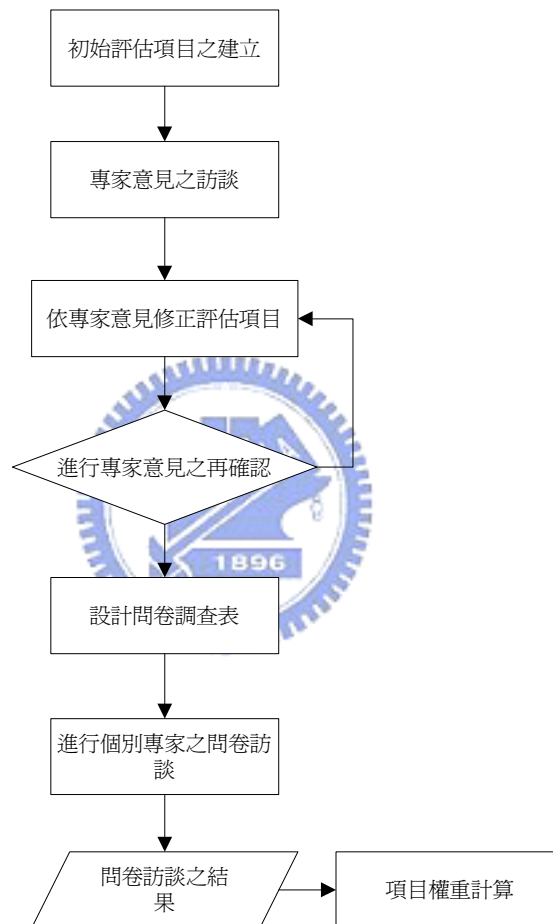 初始評估項目之建立
專家意見之訪談
依專家意見修正評估項目
進行專家意見之再確認
1896
設計問卷調查表
進行個別專家之問卷訪
談
問卷訪談之結
果
項目權重計算